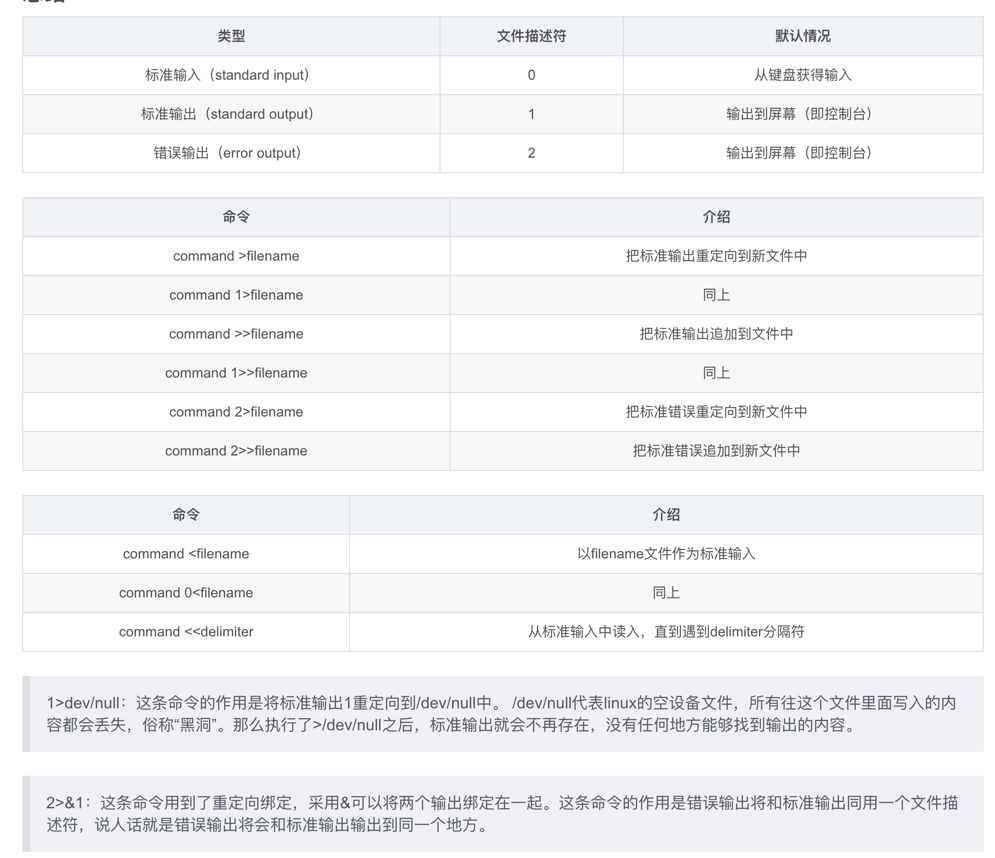 类型 文件描述符 默认情况
标准输入（standard input） 0 从键盘获得输入
标准输出（standard output） 1 输出到屏幕（即控制台）
错误输出（error output） 2 输出到屏幕（即控制台）
命令 介绍
command >filename 把标准输出重定向到新文件中
command 1>filename 同上
command >>filename 把标准输出追加到文件中
command 1>>filename 同上
command 2>filename 把标准错误重定向到新文件中
command 2>>filename 把标准错误追加到新文件中
命令 介绍
command <filename 以filename文件作为标准输入
command 0<filename 同上
command <<delimiter 从标准输入中读入，直到遇到delimiter分隔符
1>dev/null：这条命令的作用是将标准输出1重定向到/dev/null中。 /dev/null代表linux的空设备文件，所有往这个文件里面写入的内
容都会丢失，俗称“黑洞”。那么执行了>/dev/null之后，标准输出就会不再存在，没有任何地方能够找到输出的内容。
2>&1：这条命令用到了重定向绑定，采用&可以将两个输出绑定在一起。这条命令的作用是错误输出将和标准输出同用一个文件描
述符，说人话就是错误输出将会和标准输出输出到同一个地方。